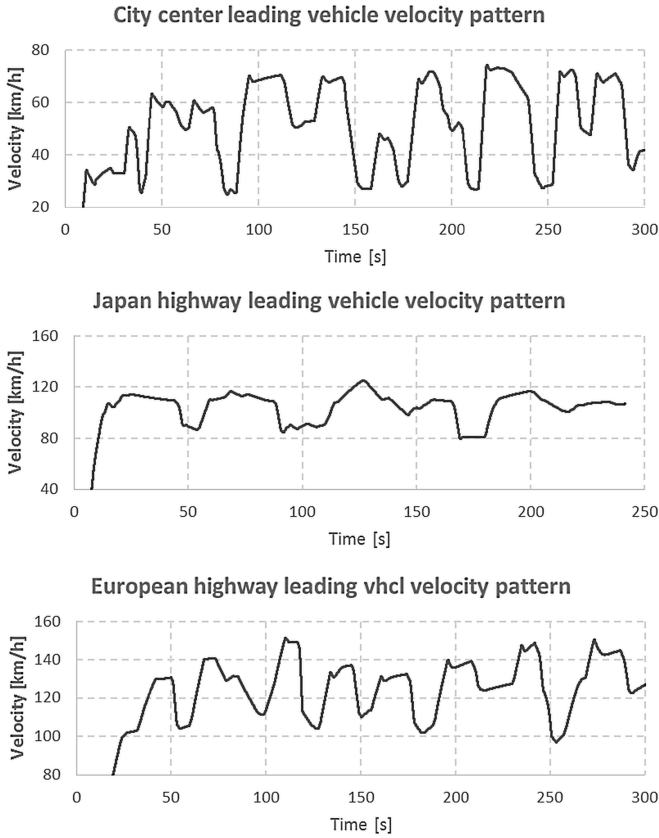 City center leading vehicle velocity pattern
Velocity [km/h]
80
60
40
20
0 50 100 150 200 250 300
Time [s]
Japan highway leading vehicle velocity pattern
Velocity [km/h]
160
120
80
40
0 50 100 150 200 250
Time [s]
European highway leading vhcl velocity pattern
Velocity [km/h]
160
140
120
100
80
0 50 100 150 200 250 300
Time [s]